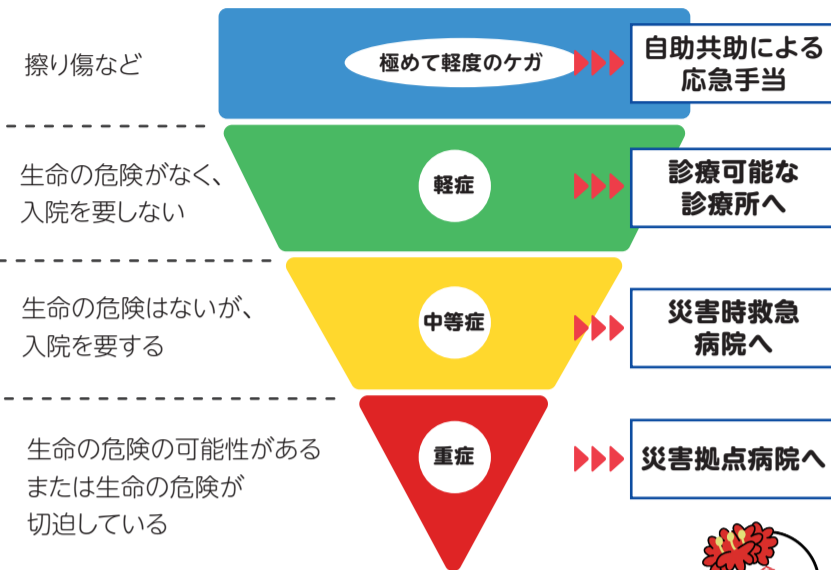 擦り傷など
極めて軽度のケガ
自助共助による
応急手当
生命の危険がなく、
入院を要しない
軽症
診療可能な
診療所へ
生命の危険はないが、
入院を要する
中等症
災害時救急
病院へ
生命の危険の可能性がある
または生命の危険が
切迫している
重症
災害拠点病院へ